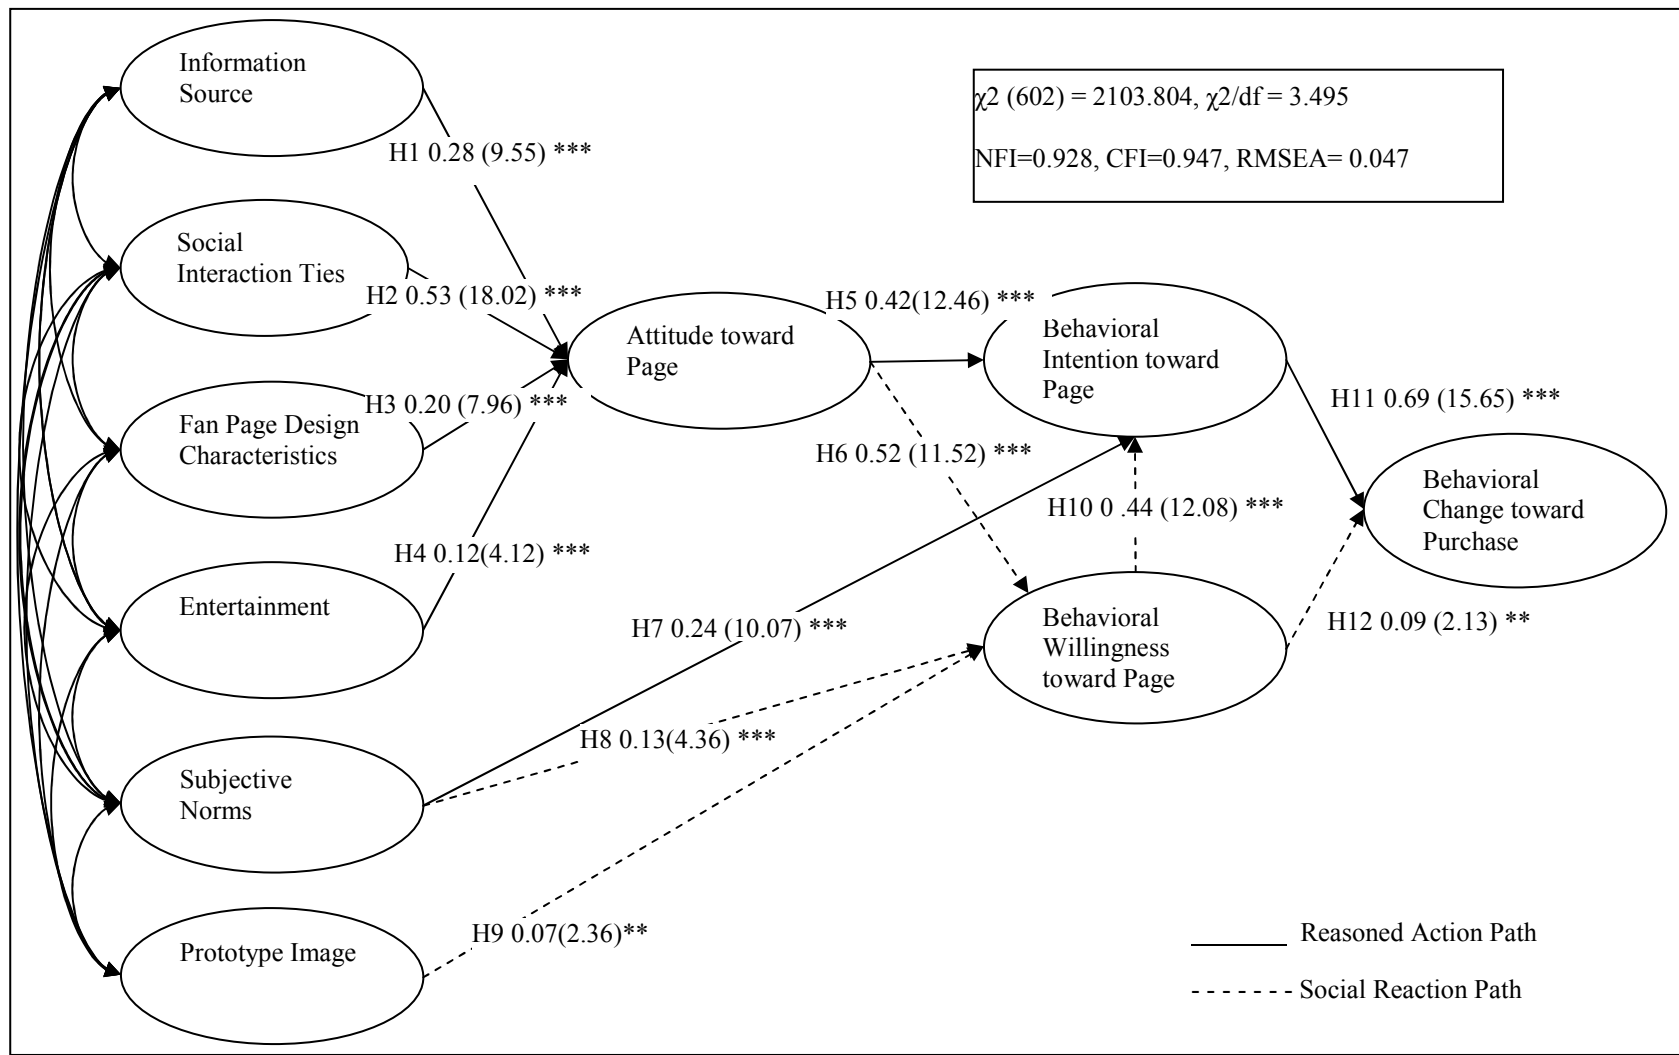 Information
Source
χ2 (602) = 2103.804, χ2/df = 3.495
NFI=0.928, CFI=0.947, RMSEA= 0.047
H1 0.28 (9.55) ***
Social
Interaction Ties
H2 0.53 (18.02) ***
H5 0.42(12.46) ***
Attitude toward
Page
Behavioral
Intention toward
Page
H3 0.20 (7.96) ***
Fan Page Design
Characteristics
H11 0.69 (15.65) ***
H6 0.52 (11.52) ***
H10 0 .44 (12.08) ***
Behavioral
Change toward
Purchase
H4 0.12(4.12) ***
Entertainment
H7 0.24 (10.07) ***
Behavioral
Willingness
toward Page
H12 0.09 (2.13) **
H8 0.13(4.36) ***
Subjective
Norms
H9 0.07(2.36)**
Prototype Image
Reasoned Action Path
Social Reaction Path